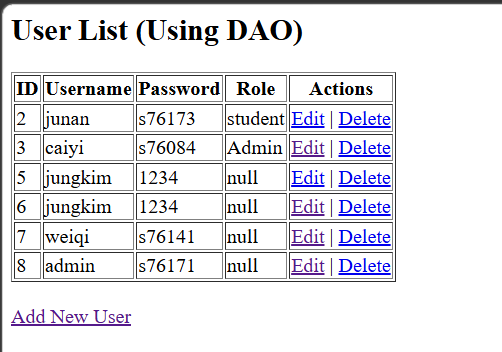 User List (Using DAO)
ID Username Password Role Actions
2 junan s76173 student Edit | Delete
3 caiyi s76084 Admin Edit | Delete
5 jungkim 1234 null Edit | Delete
6 jungkim 1234 null Edit | Delete
7 weiqi s76141 null Edit | Delete
8 admin s76171 null Edit | Delete
Add New User